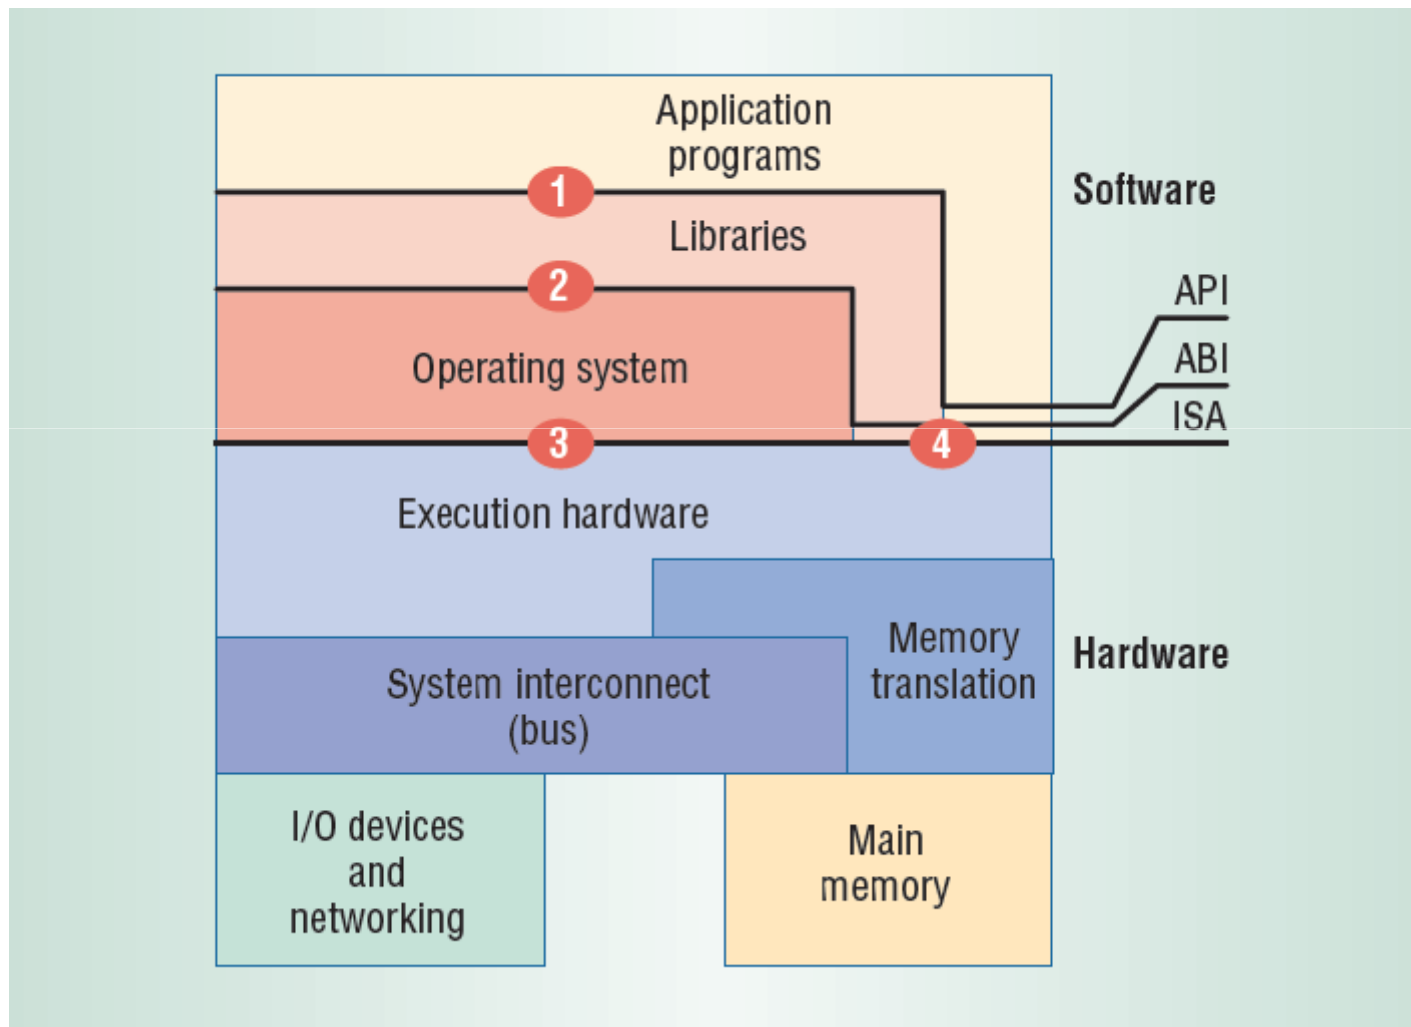 Application
programs
1
Software
Libraries
2
API
ABI
Operating system
ISA
3
4
Execution hardware
Memory
translation
Hardware
System interconnect
(bus)
I/O devices
and
networking
Main
memory